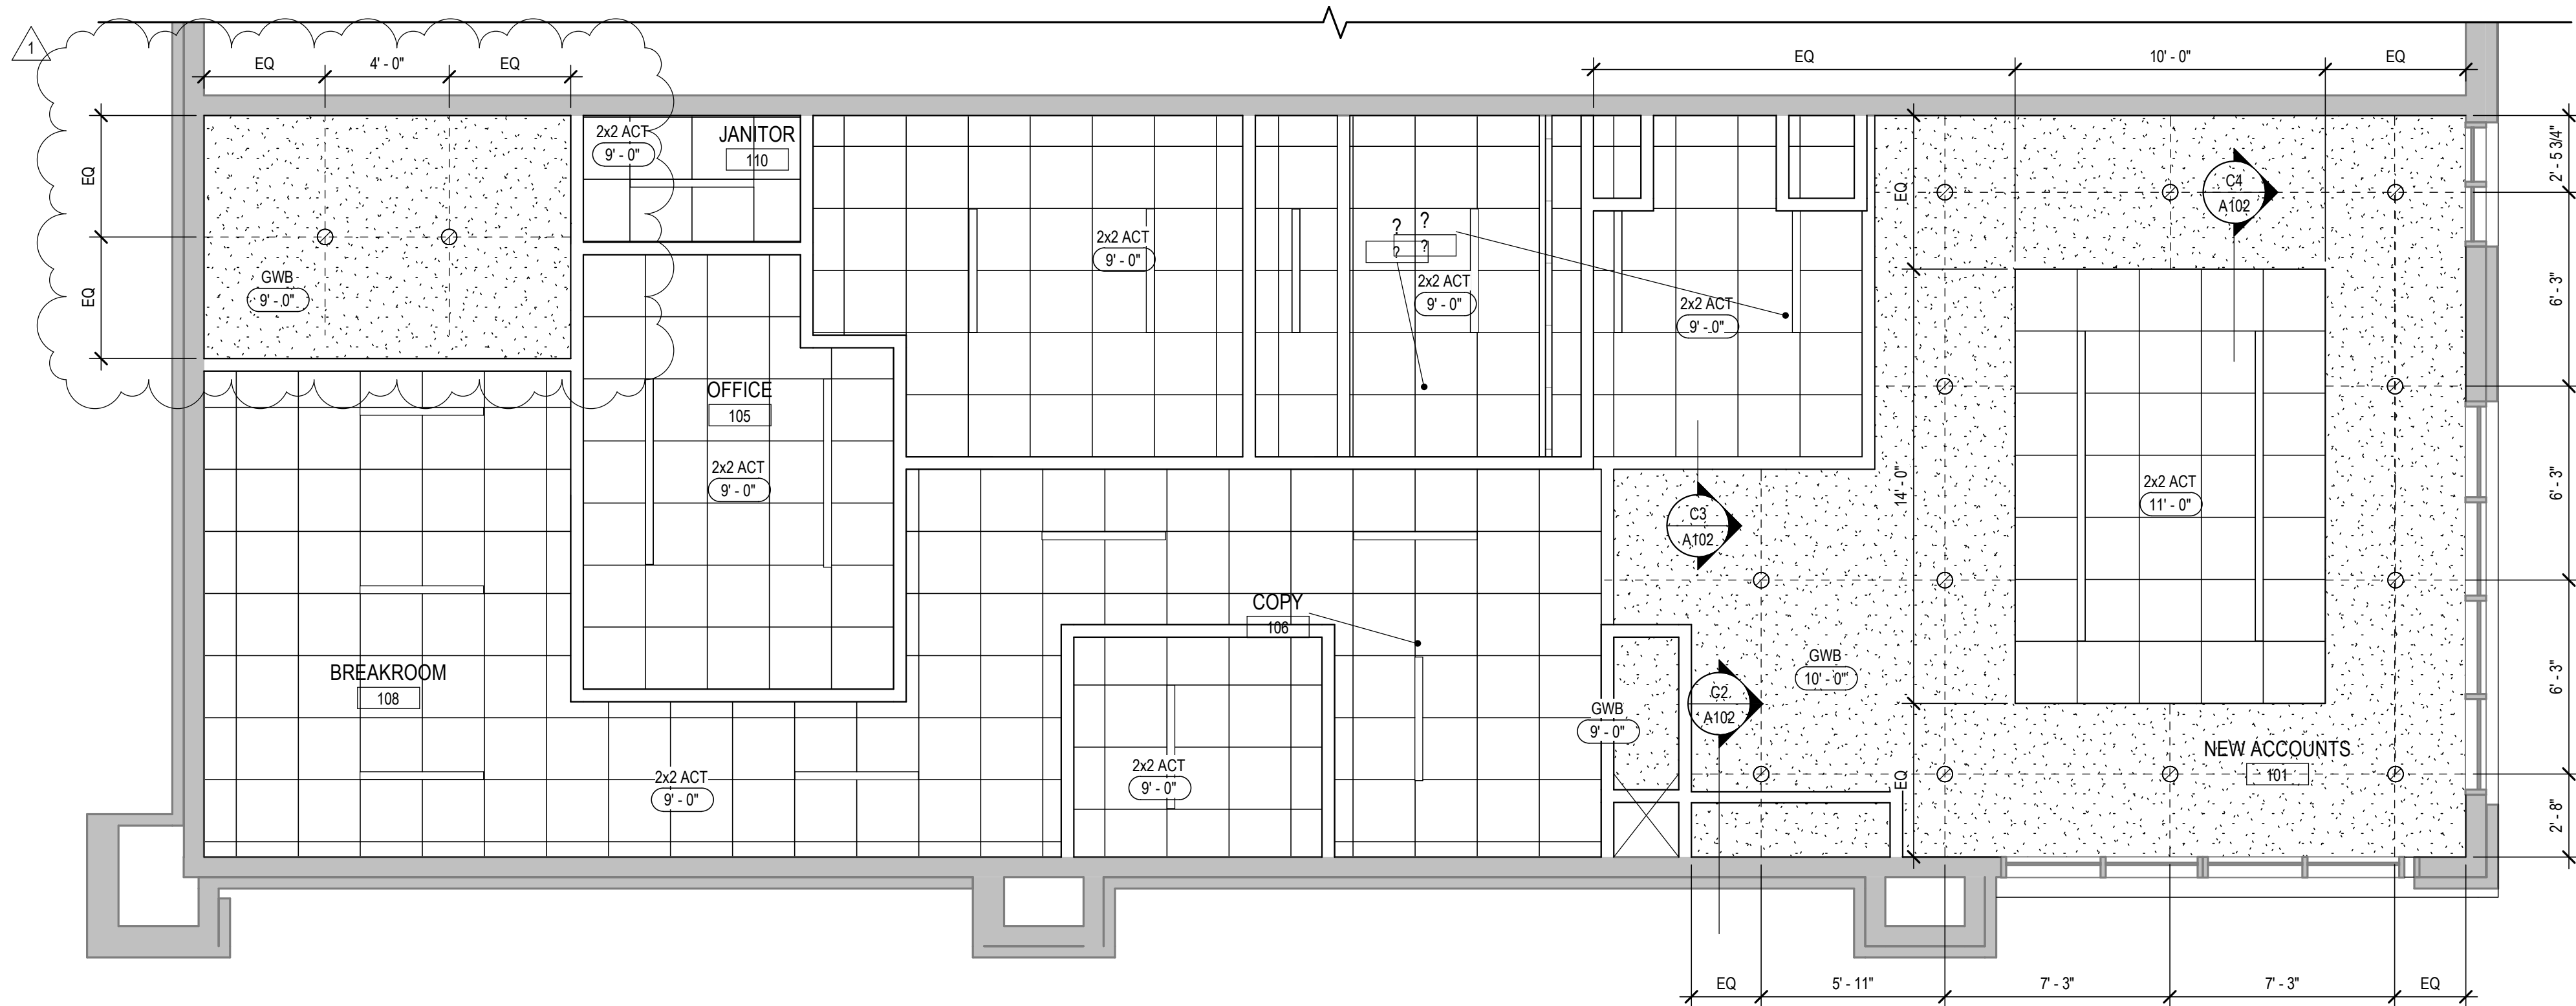 1
EQ
4' - 0"
EQ
EQ
10' - 0"
EQ
EQ
EQ
GWB
9' - 0"
2x2 ACT
9' - 0"
JANITOR
110
2x2 ACT
9' - 0"
?
?
?
?
2x2 ACT
9' - 0"
2x2 ACT
9' - 0"
EQ
C4
A102
2' - 5 3/4"
6' - 3"
OFFICE
105
2x2 ACT
9' - 0"
14' - 0"
2x2 ACT
11' - 0"
6' - 3"
C3
A102
COPY
106
BREAKROOM
108
GWB
10' - 0"
6' - 3"
C2
A102
GWB
9' - 0"
2x2 ACT
9' - 0"
2x2 ACT
9' - 0"
EQ
NEW ACCOUNTS
101
2' - 8"
EQ
5' - 11"
7' - 3"
7' - 3"
EQ